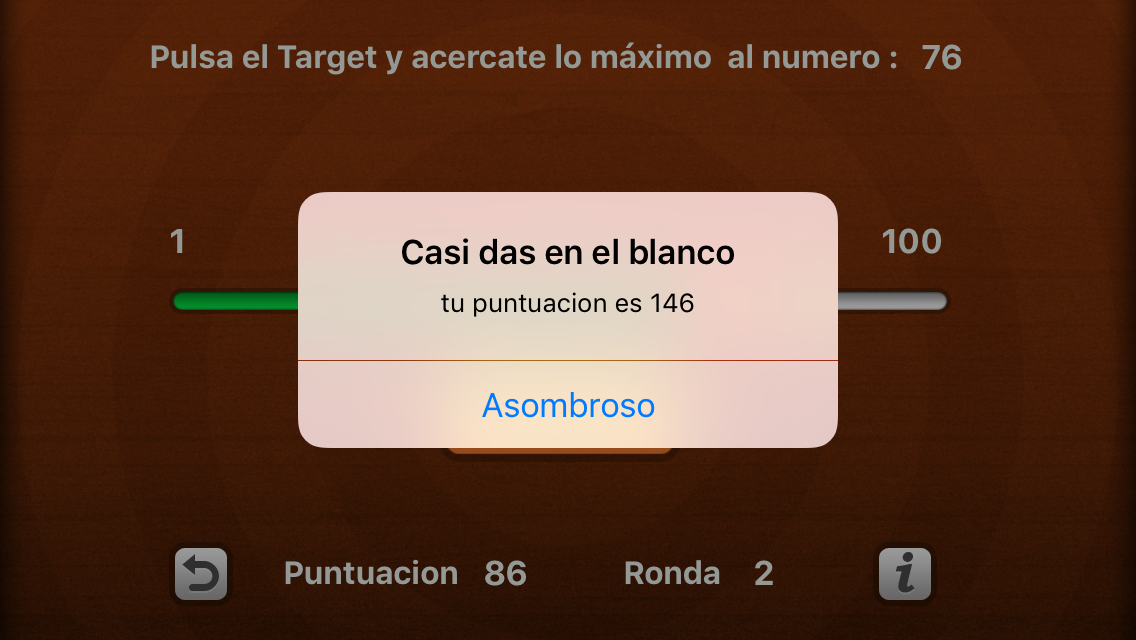 Pulsa el Target y acercate lo máximo al numero : 76
1 100
Casi das en el blanco
tu puntuacion es 146
Asombroso
Puntuacion 86 Ronda 2 i